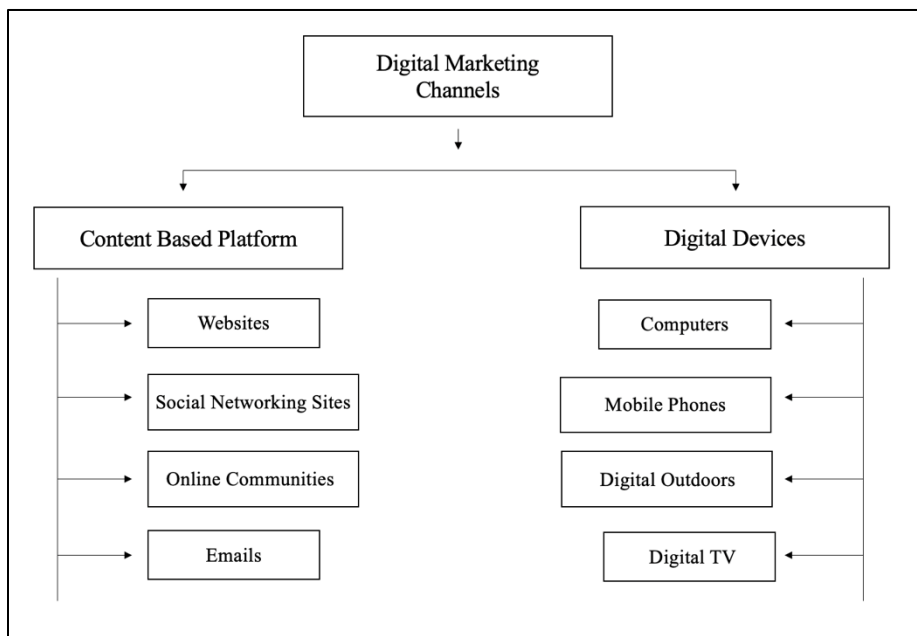 Digital Marketing
Channels
Content Based Platform
Digital Devices
Websites
Computers
Social Networking Sites
Mobile Phones
Online Communities
Digital Outdoors
Emails
Digital TV